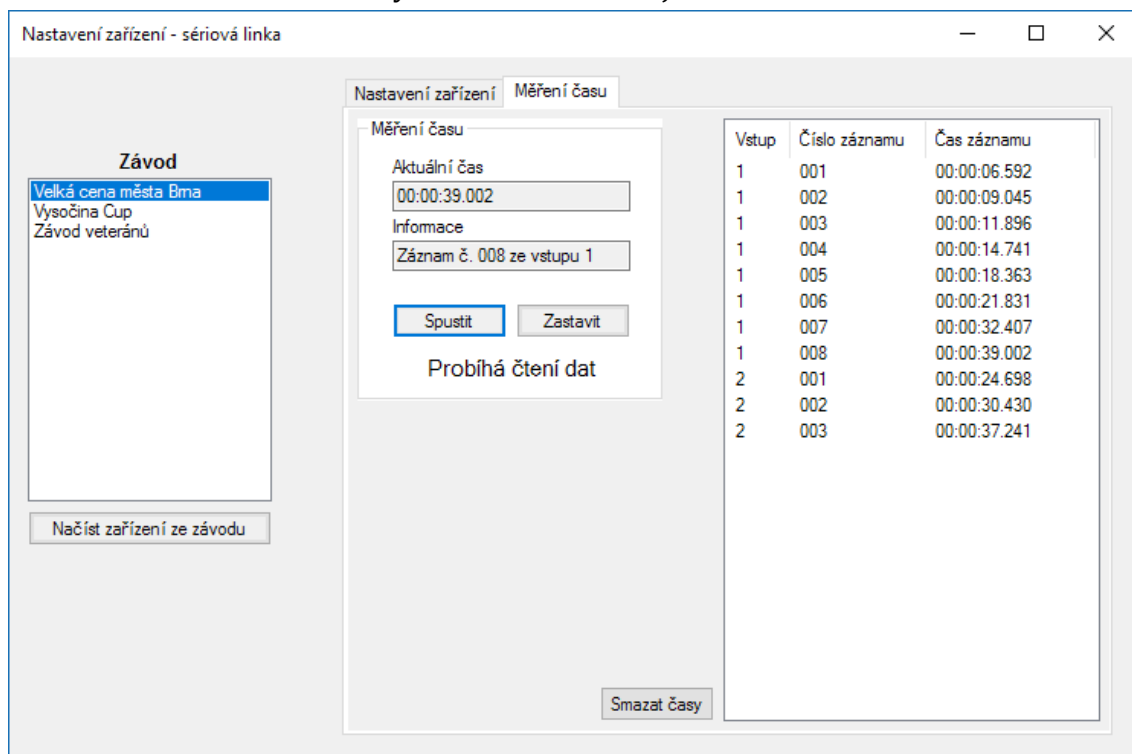 Nastavení zařízení - sériová linka
Nastavení zařízení Měření času
Závod
Velká cena města Brna
Vysočina Cup
Závod veteránů
Načíst zařízení ze závodu
Měření času
Aktuální čas
00:00:39.002
Informace
Záznam č. 008 ze vstupu 1
Spustit Zastavit
Probíhá čtení dat
Vstup Číslo záznamu Čas záznamu
1 001 00:00:06.592
1 002 00:00:09.045
1 003 00:00:11.896
1 004 00:00:14.741
1 005 00:00:18.363
1 006 00:00:21.831
1 007 00:00:32.407
1 008 00:00:39.002
2 001 00:00:24.698
2 002 00:00:30.430
2 003 00:00:37.241
Smazat časy